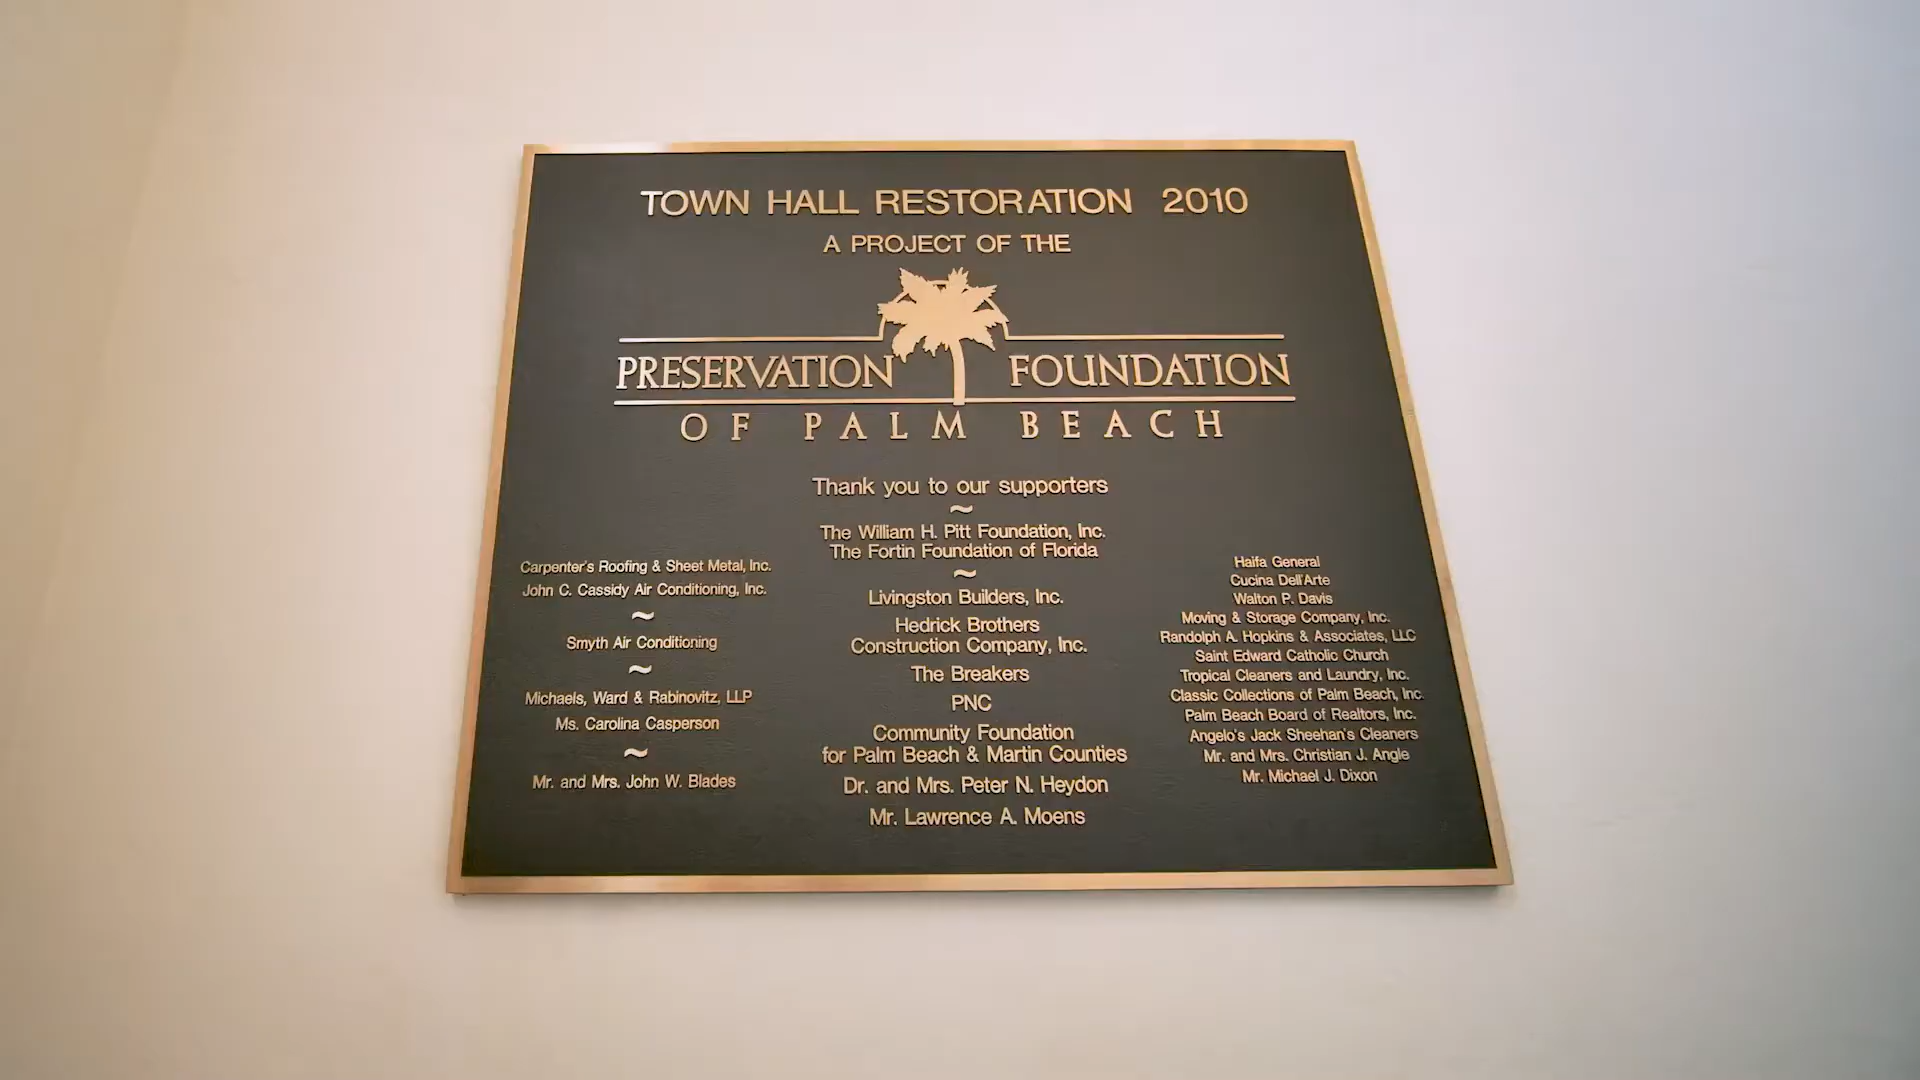 TOWN HALL RESTORATION 2010
A PROJECT OF THE
PRESERVATION FOUNDATION
OF PALM BEACH
Thank you to our supporters
~
The William H. Pitt Foundation, Inc.
The Fortin Foundation of Florida
~
Livingston Builders, Inc.
Hedrick Brothers
Construction Company, Inc.
The Breakers
PNC
Community Foundation
for Palm Beach & Martin Counties
Dr. and Mrs. Peter N. Heydon
Mr. Lawrence A. Moens
Carpenter's Roofing & Sheet Metal, Inc.
John C. Cassidy Air Conditioning, Inc.
~
Smyth Air Conditioning
~
Michaels, Ward & Rabinovitz, LLP
Ms. Carolina Casperson
~
Mr. and Mrs. John W. Blades
Haifa General
Cucina Dell'Arte
Walton P. Davis
Moving & Storage Company, Inc.
Randolph A. Hopkins & Associates, LLC
Saint Edward Catholic Church
Tropical Cleaners and Laundry, Inc.
Classic Collections of Palm Beach, Inc.
Palm Beach Board of Realtors, Inc.
Angelo's Jack Sheehan's Cleaners
Mr. and Mrs. Christian J. Angle
Mr. Michael J. Dixon